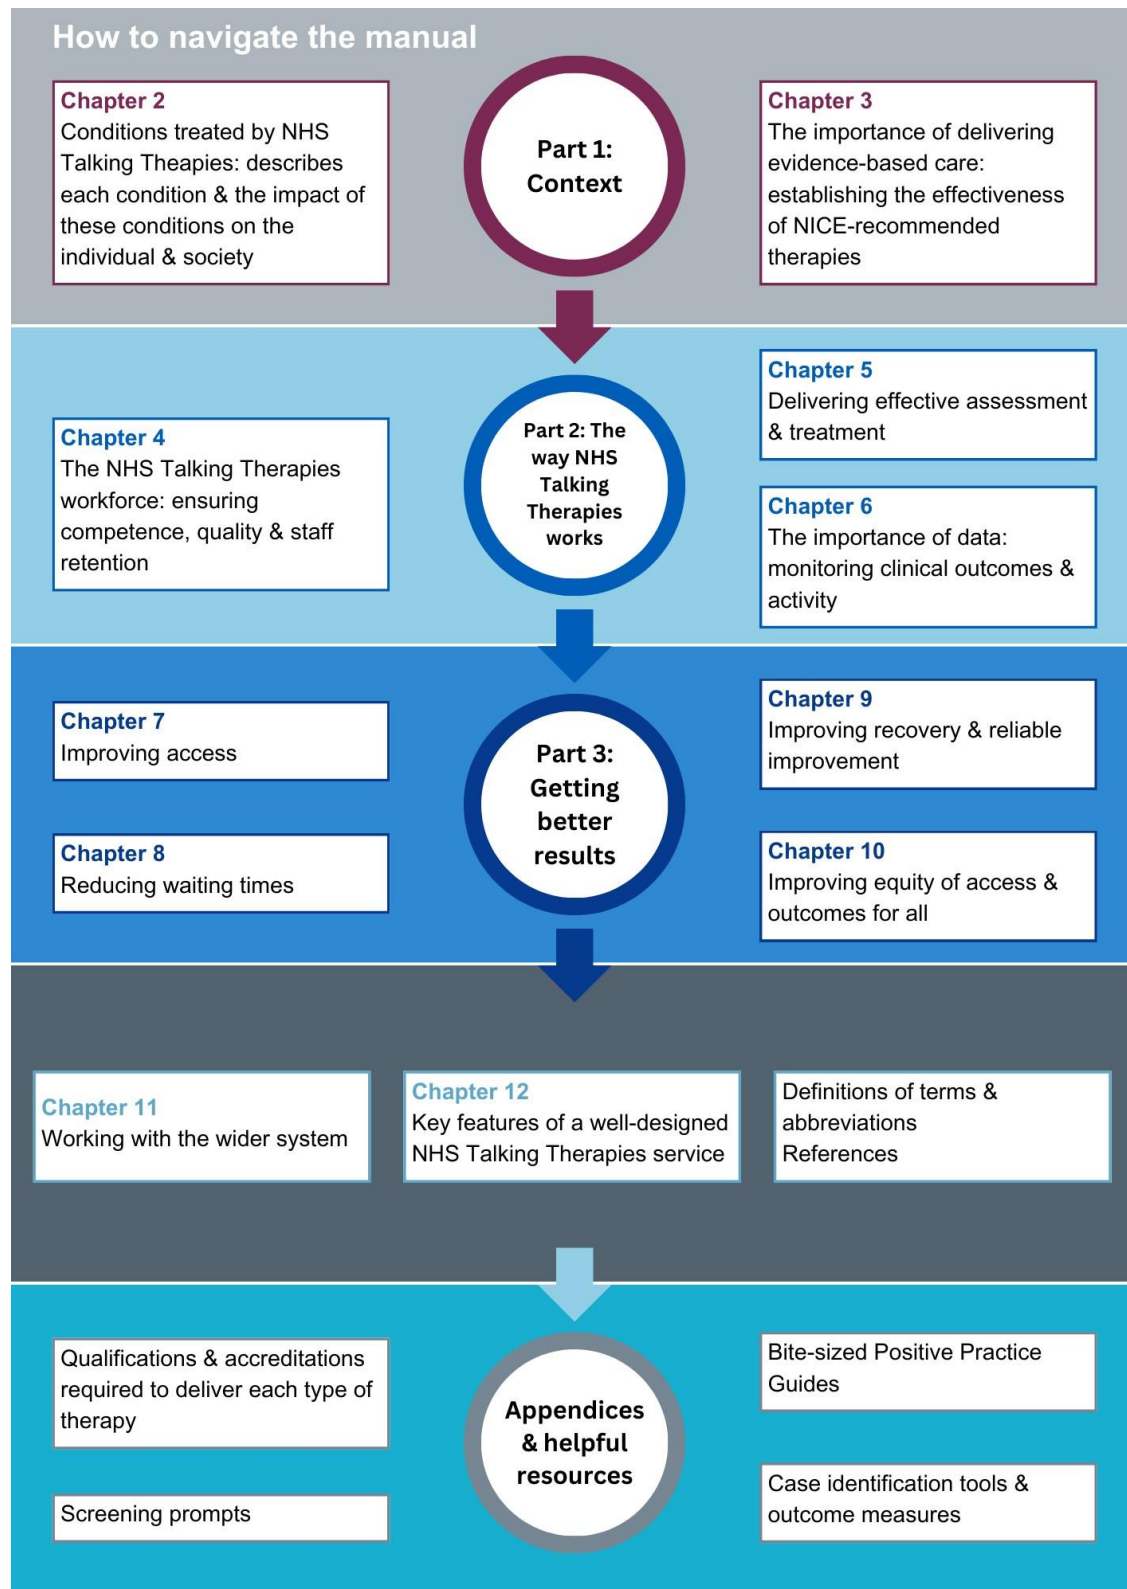 How to navigate the manual
Chapter 2
Conditions treated by NHS
Talking Theapies: describes
each condition & the impact of
these conditions on the
individual & society
Part 1:
Context
Chapter 3
The importance of delivering
evidence-based care:
establishing the effectiveness
of NICE-recommended
therapies
Chapter 4
The NHS Talking Therapies
workforce: ensuring
competence, quality & staff
retention
Part 2: The
way NHS
Talking
Therapies
works
Chapter 5
Delivering effective assessment
& treatment
Chapter 6
The importance of data:
monitoring clinical outcomes &
activity
Chapter 7
Improving access
Chapter 8
Reducing waiting times
Part 3:
Getting
better
results
Chapter 9
Improving recovery & reliable
improvement
Chapter 10
Improving equity of access &
outcomes for all
Chapter 11
Working with the wider system
Chapter 12
Key features of a well-designed
NHS Talking Therapies service
Definitions of terms &
abbreviations
References
Qualifications & accreditations
required to deliver each type of
therapy
Screening prompts
Appendices
& helpful
resources
Bite-sized Positive Practice
Guides
Case identification tools &
outcome measures